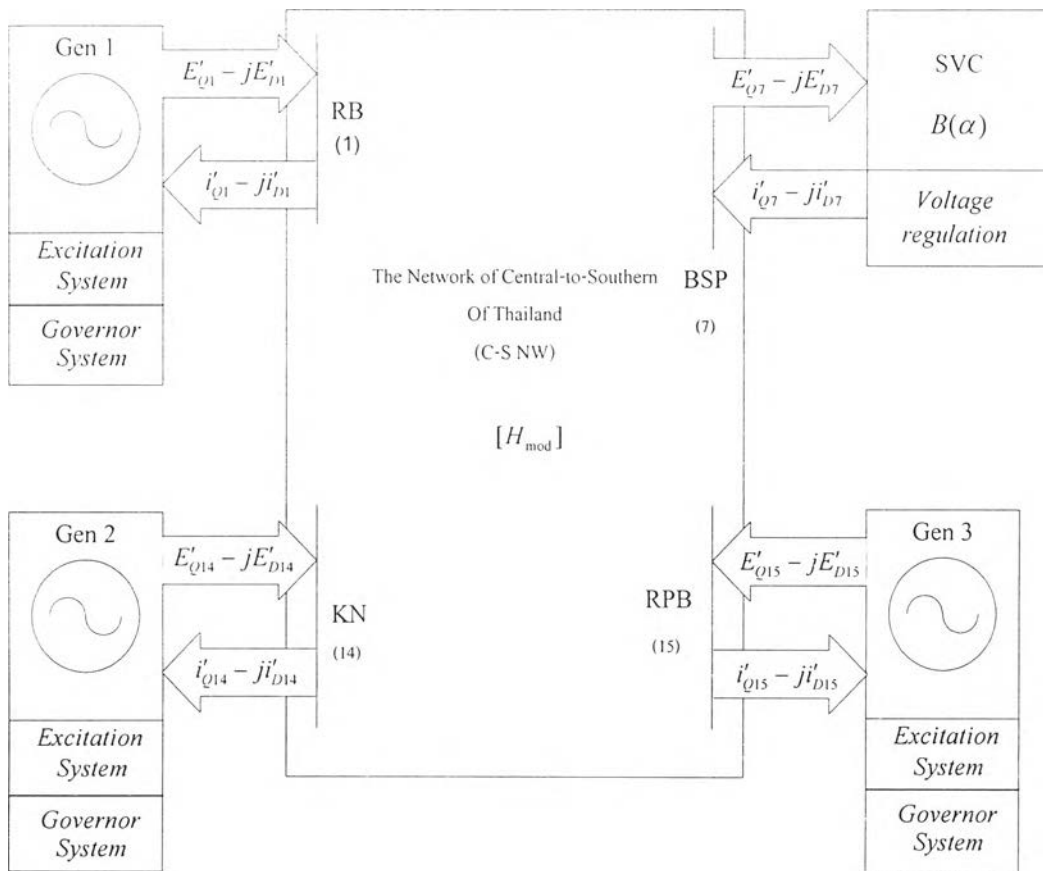 Gen 1
E′Q1 − jE′D1
i′Q1 − ji′D1
RB
(1)
Excitation
System
Governor
System
E′Q7 − jE′D7
i′Q7 − ji′D7
SVC
B(α)
Voltage
regulation
The Network of Central-to-Southern
Of Thailand
(C-S NW)
BSP
(7)
[Hmod]
Gen 2
E′Q14 − jE′D14
i′Q14 − ji′D14
KN
(14)
Excitation
System
Governor
System
RPB
(15)
E′Q15 − jE′D15
i′Q15 − ji′D15
Gen 3
Excitation
System
Governor
System